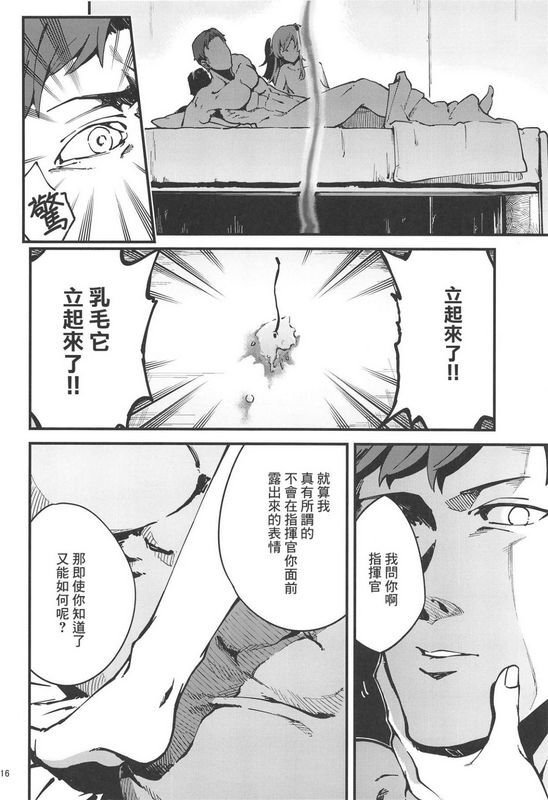 驚
立起來了!!
乳毛它
立起來了!!
我問你啊
指揮官
就算我
真有所謂的
不會在指揮官你面前
露出來的表情
那即使你知道了
又能如何呢?
16